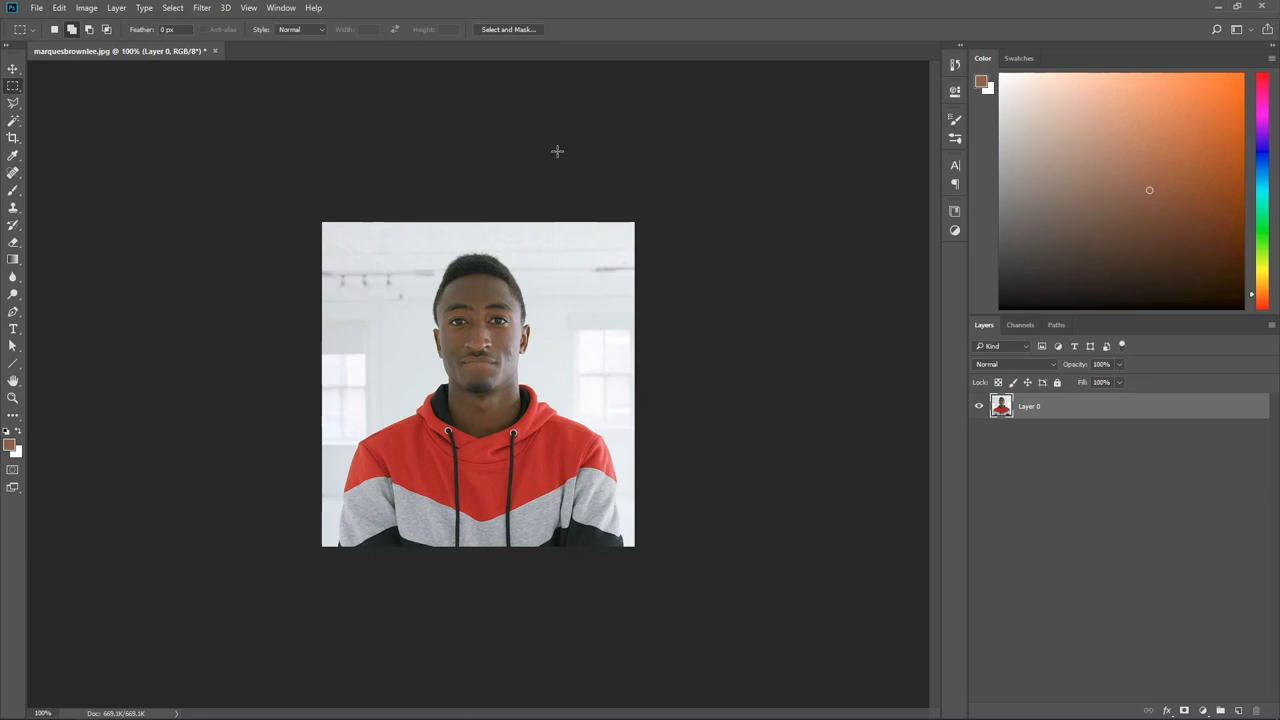 Ps File Edit Image Layer Type Select Filter 3D View Window Help
Feather: 0 px Anti-alias Style: Normal Width: Height: Select and Mask...
marquesbrownlee.jpg @ 100% (Layer 0, RGB/8*) * ×
Color Swatches
Layers Channels Paths
Kind
Normal Opacity: 100%
Lock: Fill: 100%
Layer 0
100% Doc: 669.1K/669.1K